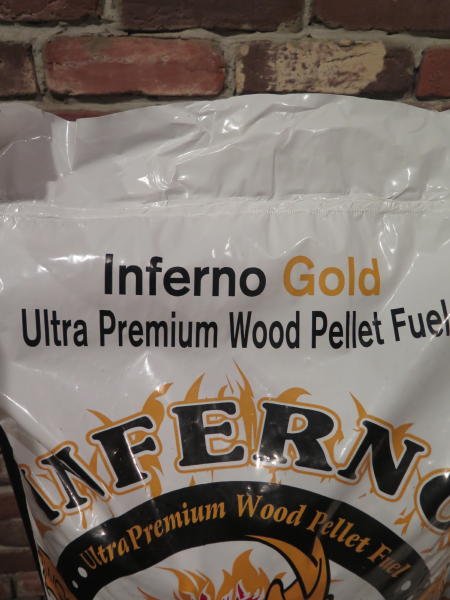 Inferno Gold
Ultra Premium Wood Pellet Fuel
INFERNO
• UltraPremium Wood Pellet Fuel •